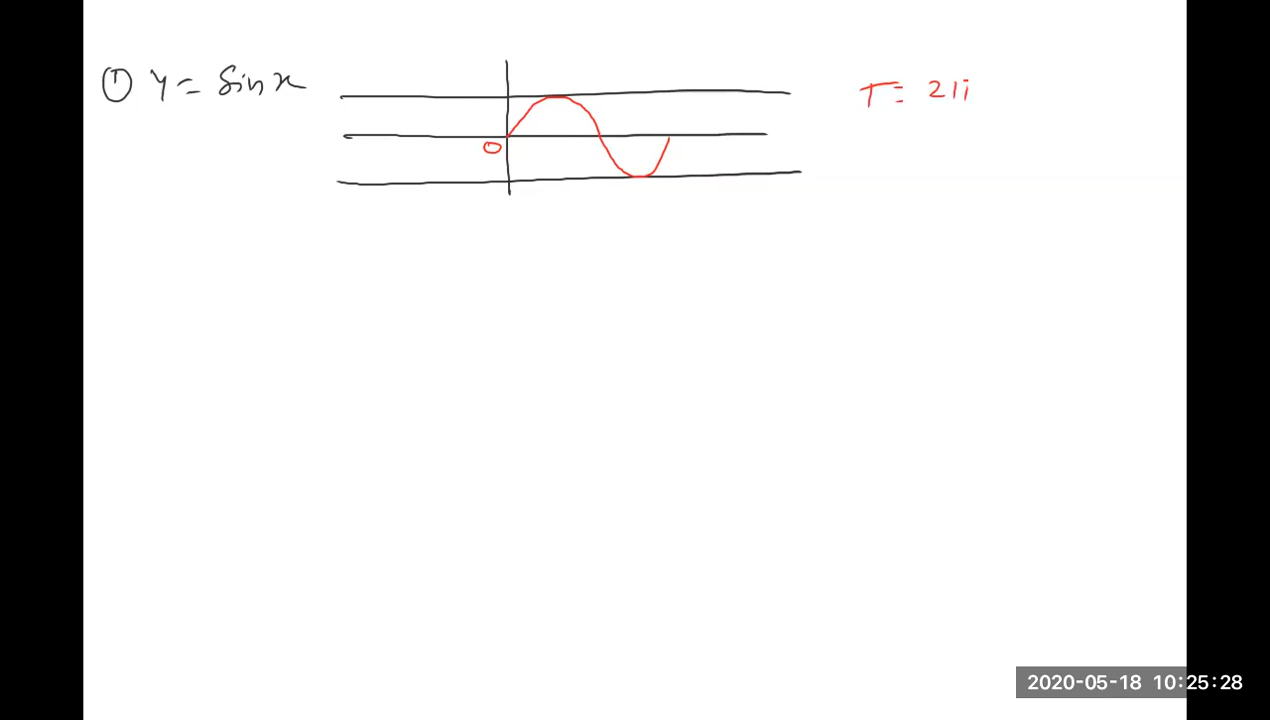 ① y = sin x
T = 2π
0
2020-05-18 10:25:28